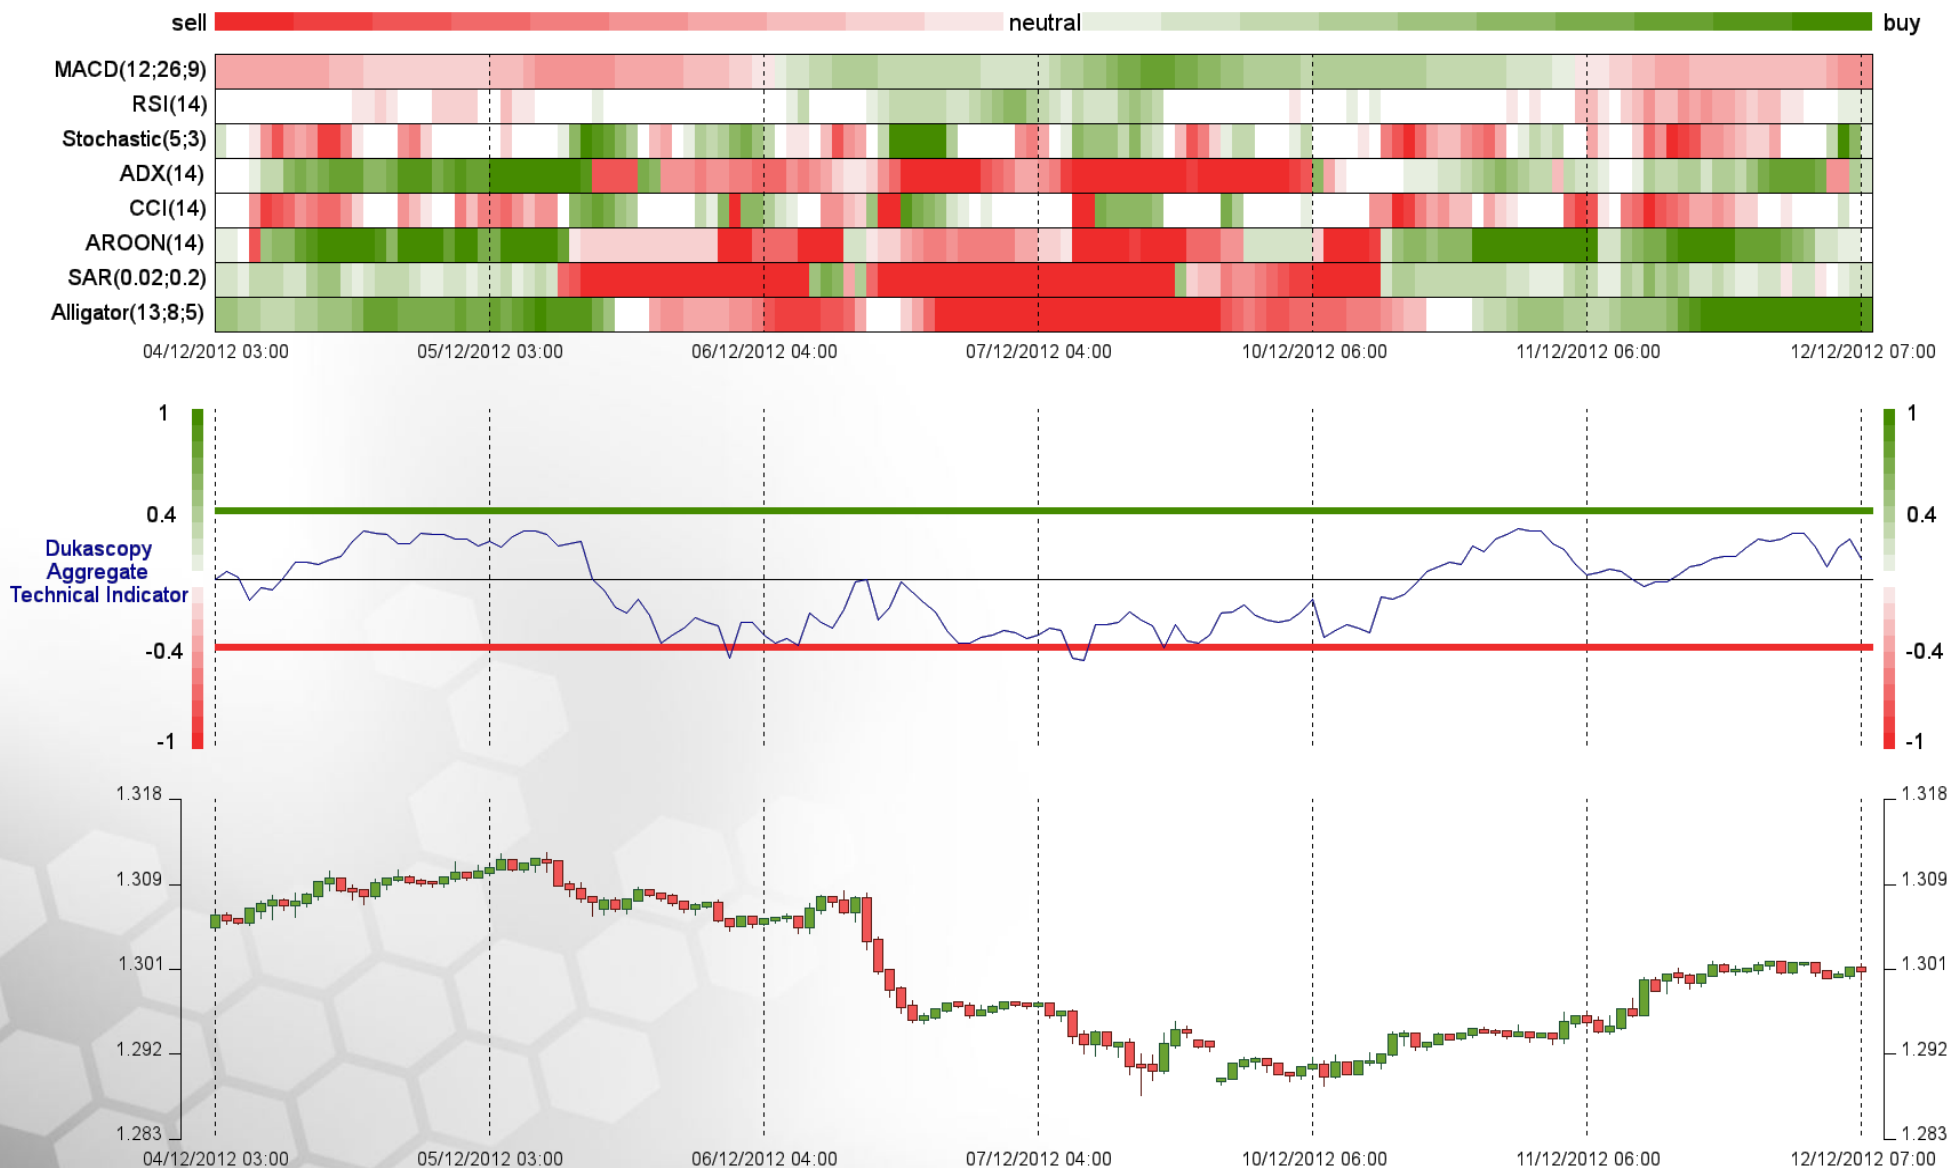 sell neutral buy
MACD(12;26;9)
RSI(14)
Stochastic(5;3)
ADX(14)
CCI(14)
AROON(14)
SAR(0.02;0.2)
Alligator(13;8;5)
04/12/2012 03:00 05/12/2012 03:00 06/12/2012 04:00 07/12/2012 04:00 10/12/2012 06:00 11/12/2012 06:00 12/12/2012 07:00
1 1
0.4 0.4
Dukascopy
Aggregate
Technical Indicator
-0.4 -0.4
-1 -1
1.318 1.318
1.309 1.309
1.301 1.301
1.292 1.292
1.283 1.283
04/12/2012 03:00 05/12/2012 03:00 06/12/2012 04:00 07/12/2012 04:00 10/12/2012 06:00 11/12/2012 06:00 12/12/2012 07:00